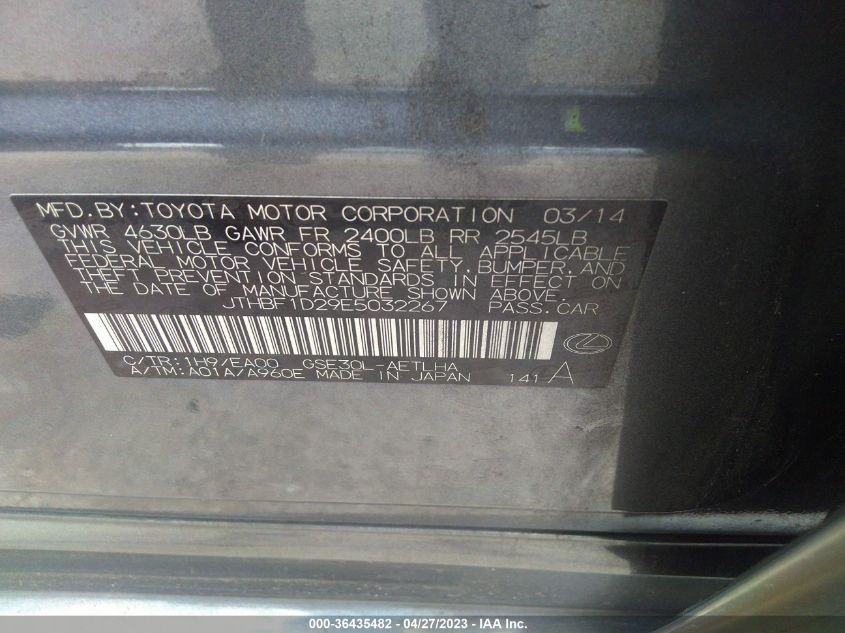 MFD.BY:TOYOTA MOTOR CORPORATION 03/14
GVWR 4630LB GAWR FR 2400LB RR 2545LB
THIS VEHICLE CONFORMS TO ALL APPLICABLE
FEDERAL MOTOR VEHICLE SAFETY,BUMPER,AND
THEFT PREVENTION STANDARDS IN EFFECT ON
THE DATE OF MANUFACTURE SHOWN ABOVE.
JTHBF1D29E5032267 PASS.CAR
C/TR:1H9/EA00 GSE30L-AETLHA
A/TM:A01A/A960E MADE IN JAPAN 141 A
000-36435482 - 04/27/2023 - IAA Inc.